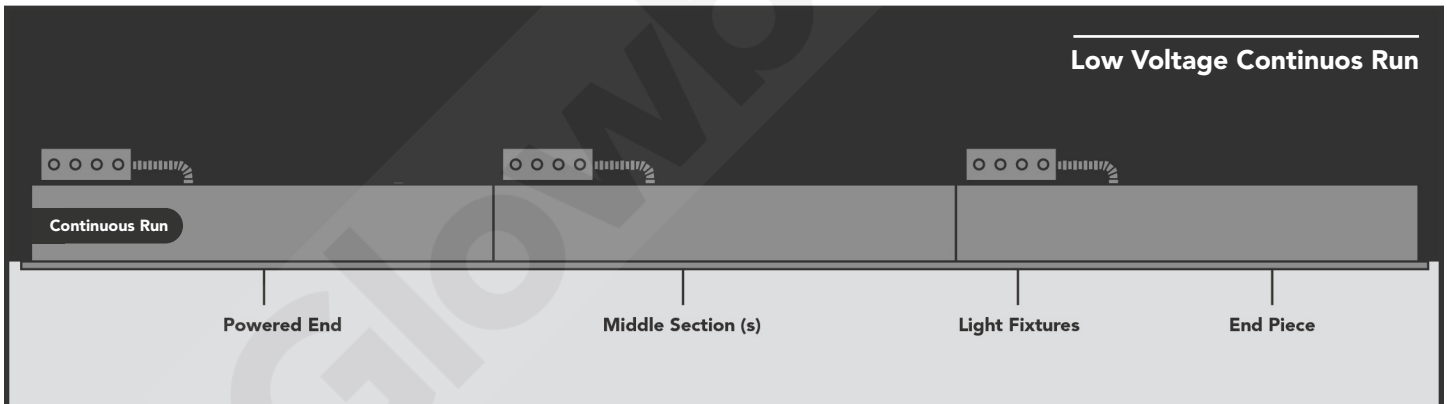 Low Voltage Continuos Run
Continuous Run
Powered End
Middle Section (s)
Light Fixtures
End Piece